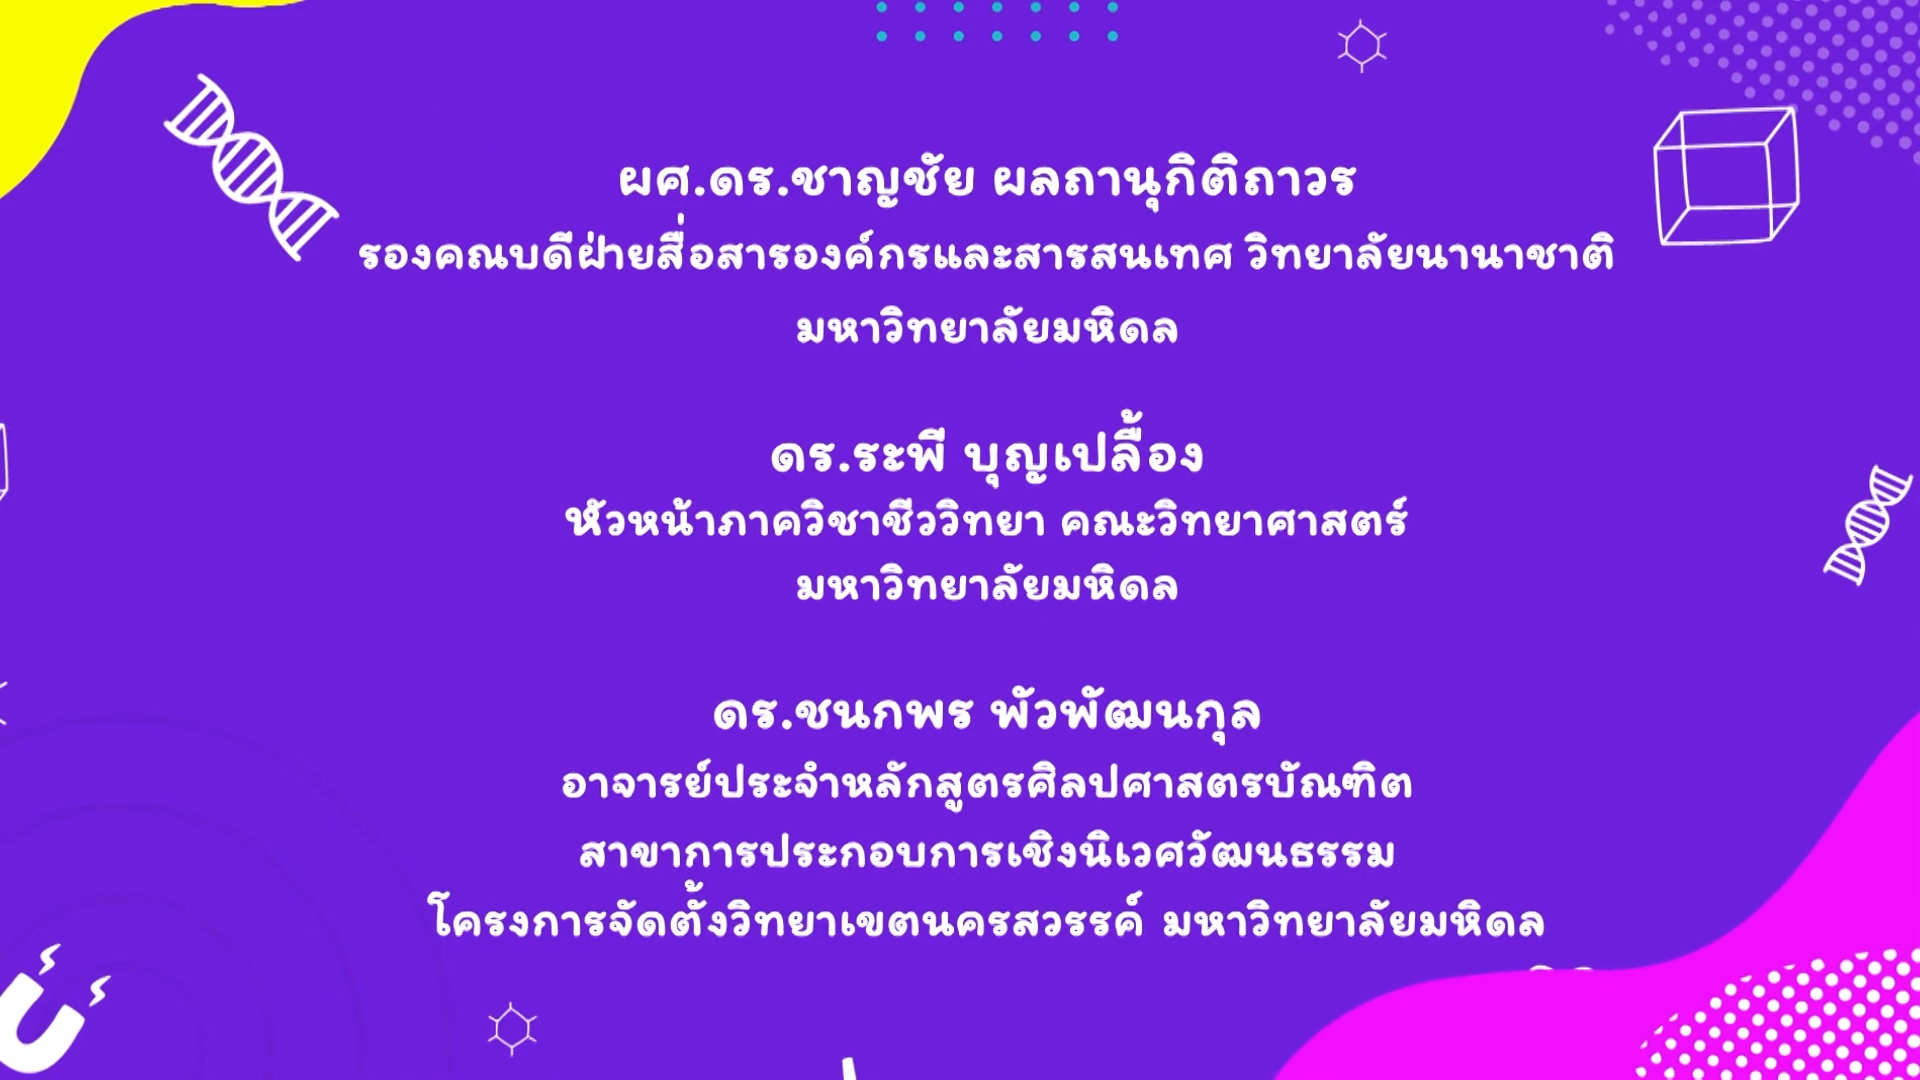 ผศ.ดร.ชาญชัย ผลถานุกิติถาวร
รองคณบดีฝ่ายสื่อสารองค์กรและสารสนเทศ วิทยาลัยนานาชาติ
มหาวิทยาลัยมหิดล
ดร.ระพี บุญเปลื้อง
หัวหน้าภาควิชาชีววิทยา คณะวิทยาศาสตร์
มหาวิทยาลัยมหิดล
ดร.ชนกพร พัวพัฒนกุล
อาจารย์ประจำหลักสูตรศิลปศาสตรบัณฑิต
สาขาการประกอบการเชิงนิเวศวัฒนธรรม
โครงการจัดตั้งวิทยาเขตนครสวรรค์ มหาวิทยาลัยมหิดล